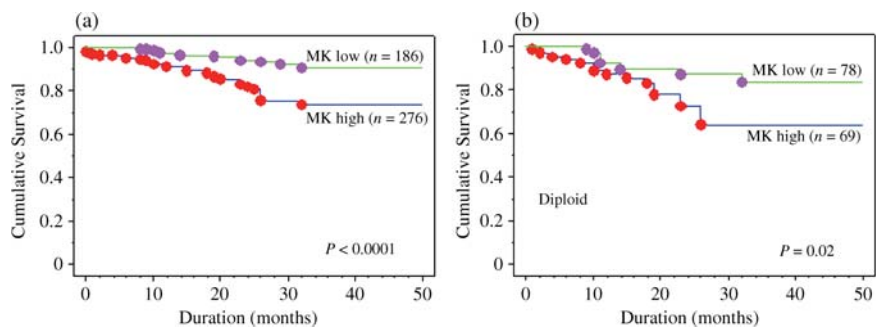 (a)
Cumulative Survival
1.0
0.8
0.6
0.4
0.2
0
MK low (n = 186)
MK high (n = 276)
P < 0.0001
0 10 20 30 40 50
Duration (months)
(b)
Cumulative Survival
1.0
0.8
0.6
0.4
0.2
0
MK low (n = 78)
MK high (n = 69)
Diploid
P = 0.02
0 10 20 30 40 50
Duration (months)